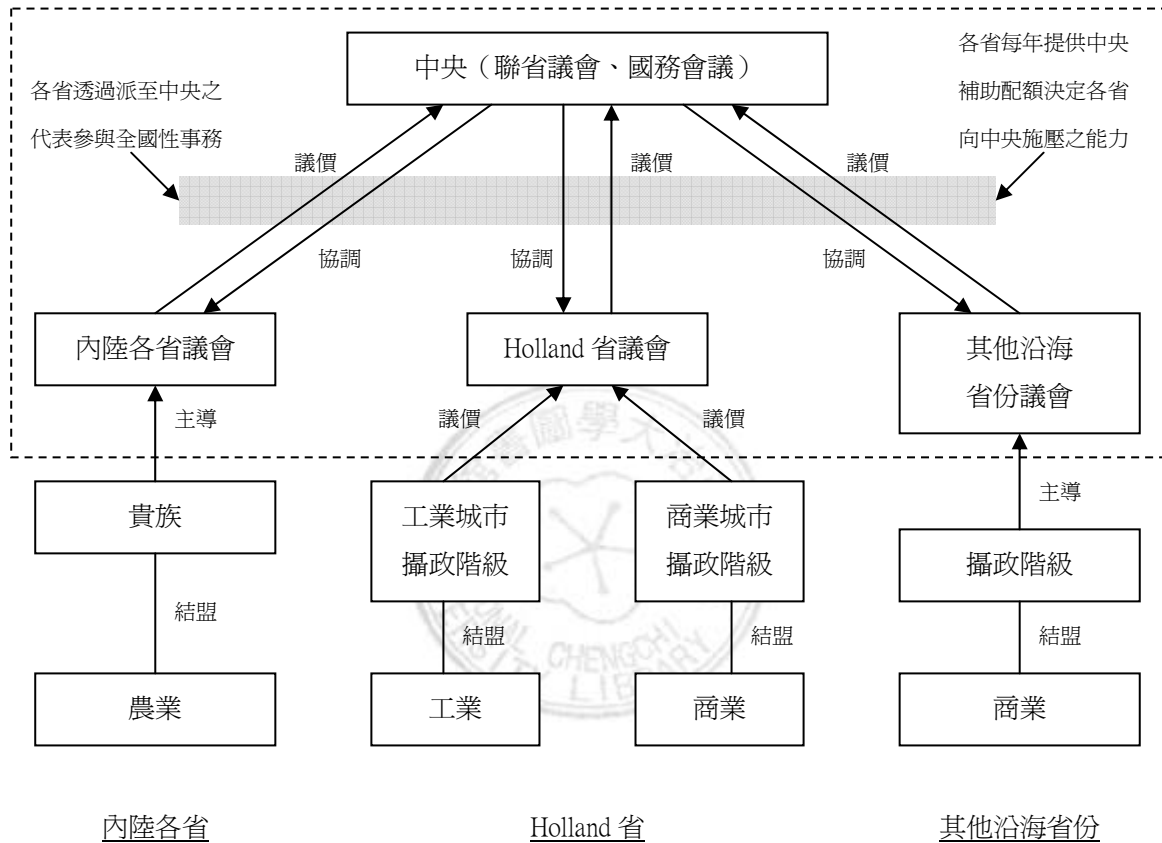 中央（聯省議會、國務會議）
各省透過派至中央之
代表參與全國性事務
各省每年提供中央
補助配額決定各省
向中央施壓之能力
議價
議價
議價
協調
協調
協調
內陸各省議會
Holland 省議會
其他沿海
省份議會
主導
議價
議價
主導
貴族
工業城市
攝政階級
商業城市
攝政階級
攝政階級
結盟
結盟
結盟
結盟
農業
工業
商業
商業
內陸各省
Holland 省
其他沿海省份
CHENGCHI
LIBRARY